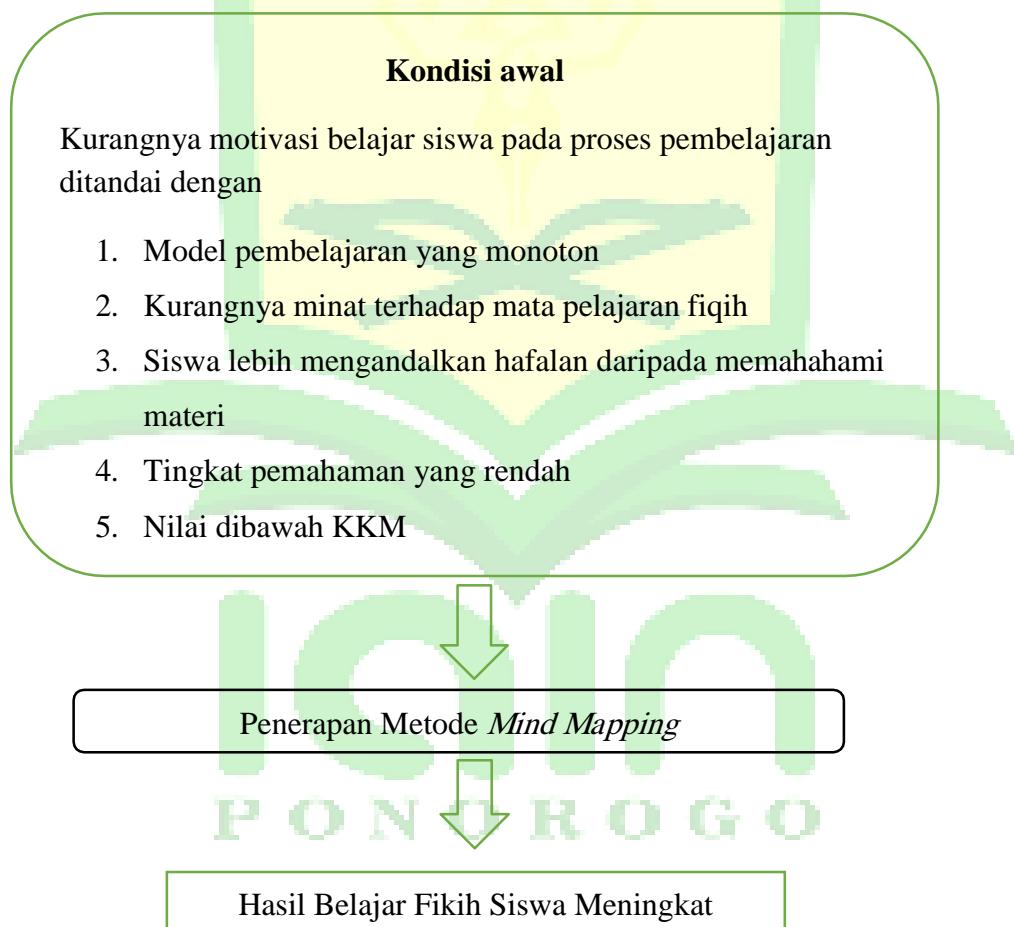 Kondisi awal
Kurangnya motivasi belajar siswa pada proses pembelajaran
ditandai dengan
1. Model pembelajaran yang monoton
2. Kurangnya minat terhadap mata pelajaran fiqih
3. Siswa lebih mengandalkan hafalan daripada memahahami
materi
4. Tingkat pemahaman yang rendah
5. Nilai dibawah KKM
iain
Penerapan Metode Mind Mapping
PONOROGO
Hasil Belajar Fikih Siswa Meningkat